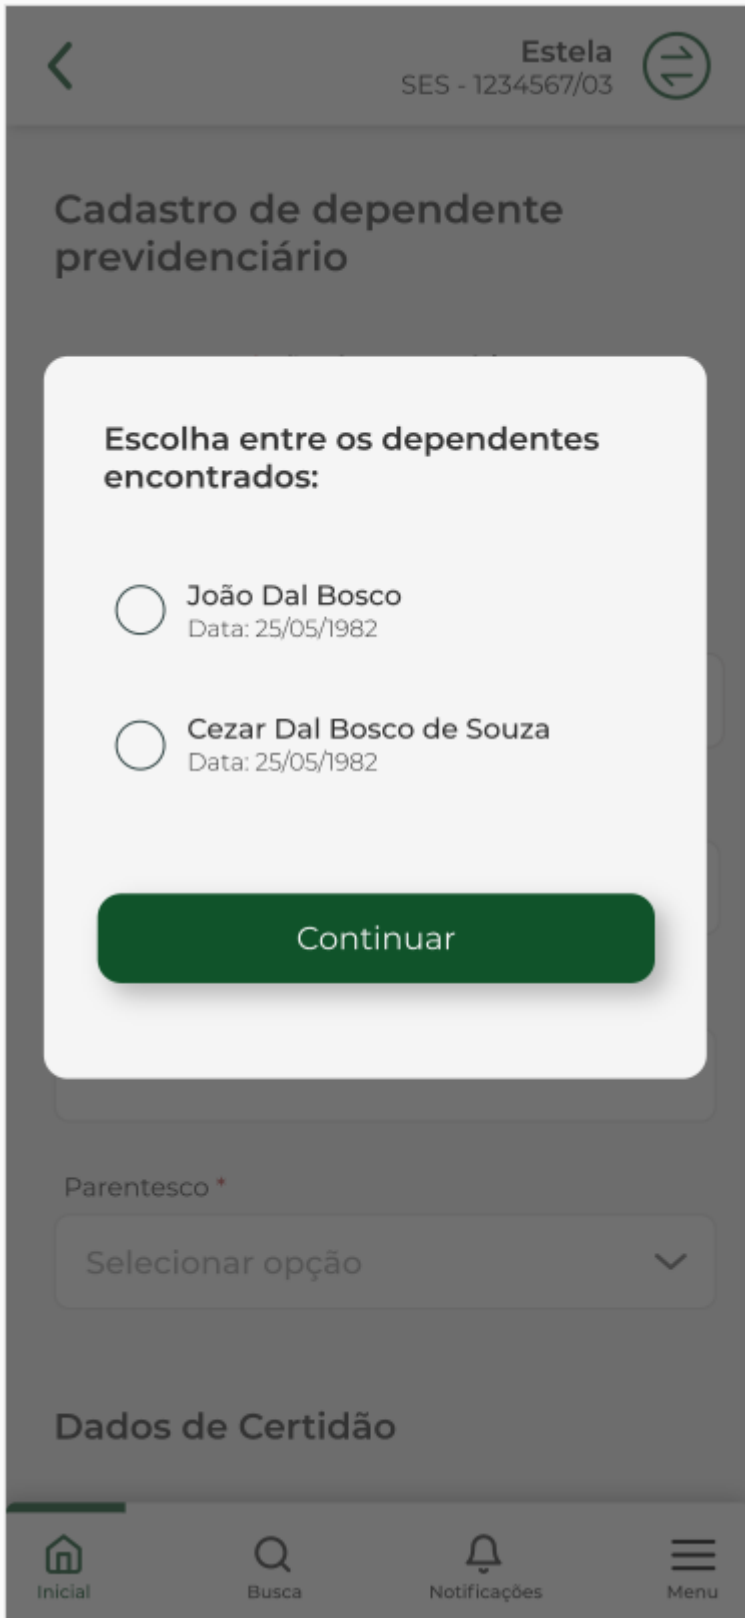 Estela
SES - 1234567/03
Cadastro de dependente
previdenciário
Escolha entre os dependentes
encontrados:
João Dal Bosco
Data: 25/05/1982
Cezar Dal Bosco de Souza
Data: 25/05/1982
Continuar
Parentesco *
Selecionar opção
Dados de Certidão
Inicial
Busca
Notificações
Menu